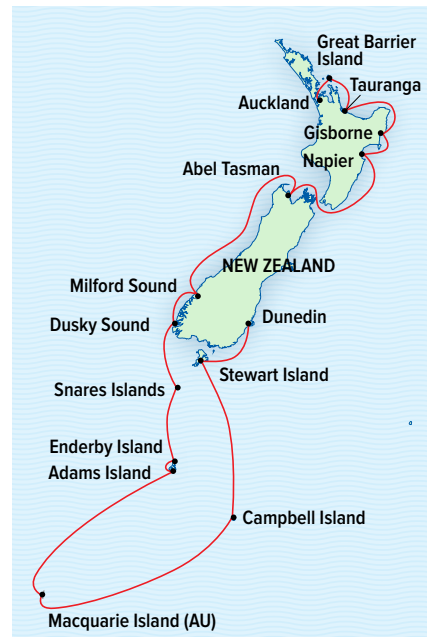 Great Barrier
Island
Tauranga
Auckland
Gisborne
Napier
Abel Tasman
NEW ZEALAND
Milford Sound
Dusky Sound
Dunedin
Stewart Island
Snares Islands
Enderby Island
Adams Island
Campbell Island
Macquarie Island (AU)